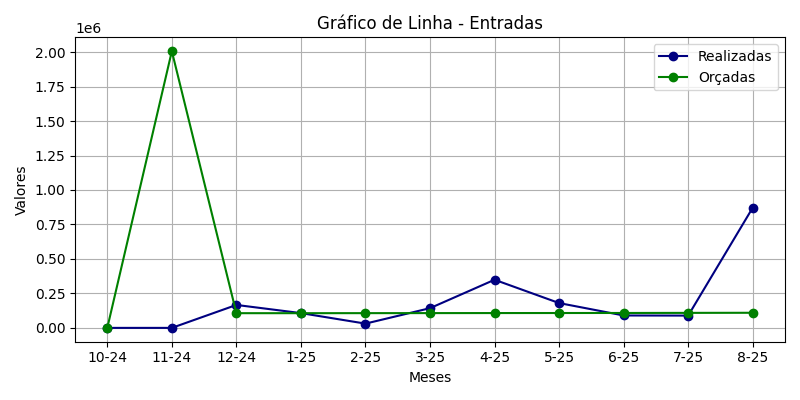 Gráfico de Linha - Entradas
1e6
Realizadas
Orçadas
Valores
2.00
1.75
1.50
1.25
1.00
0.75
0.50
0.25
0.00
10-24 11-24 12-24 1-25 2-25 3-25 4-25 5-25 6-25 7-25 8-25
Meses